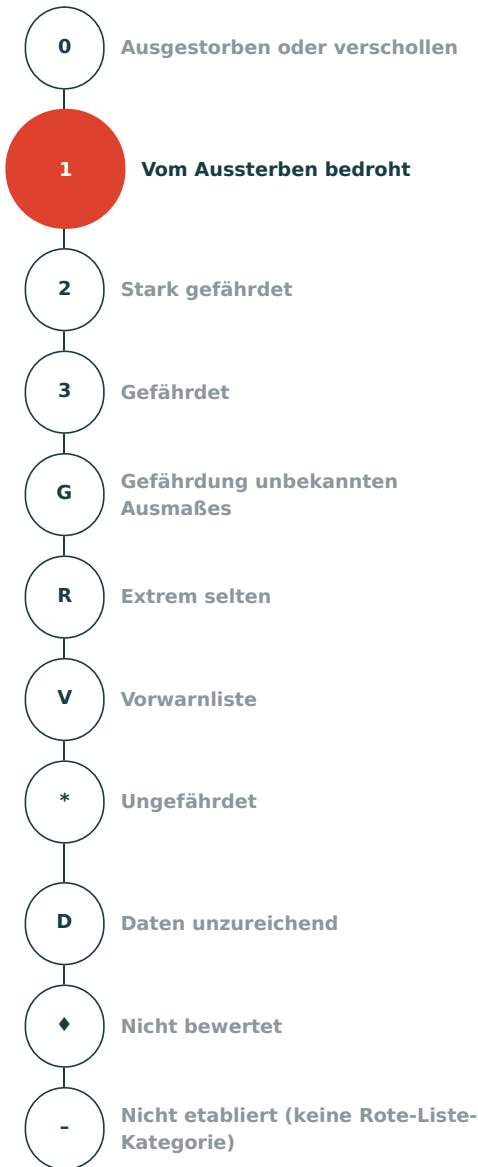 0 Ausgestorben oder verschollen
1 Vom Aussterben bedroht
2 Stark gefährdet
3 Gefährdet
G Gefährdung unbekannten
Ausmaßes
R Extrem selten
V Vorwarnliste
* Ungefährdet
D Daten unzureichend
♦ Nicht bewertet
– Nicht etabliert (keine Rote-Liste-
Kategorie)